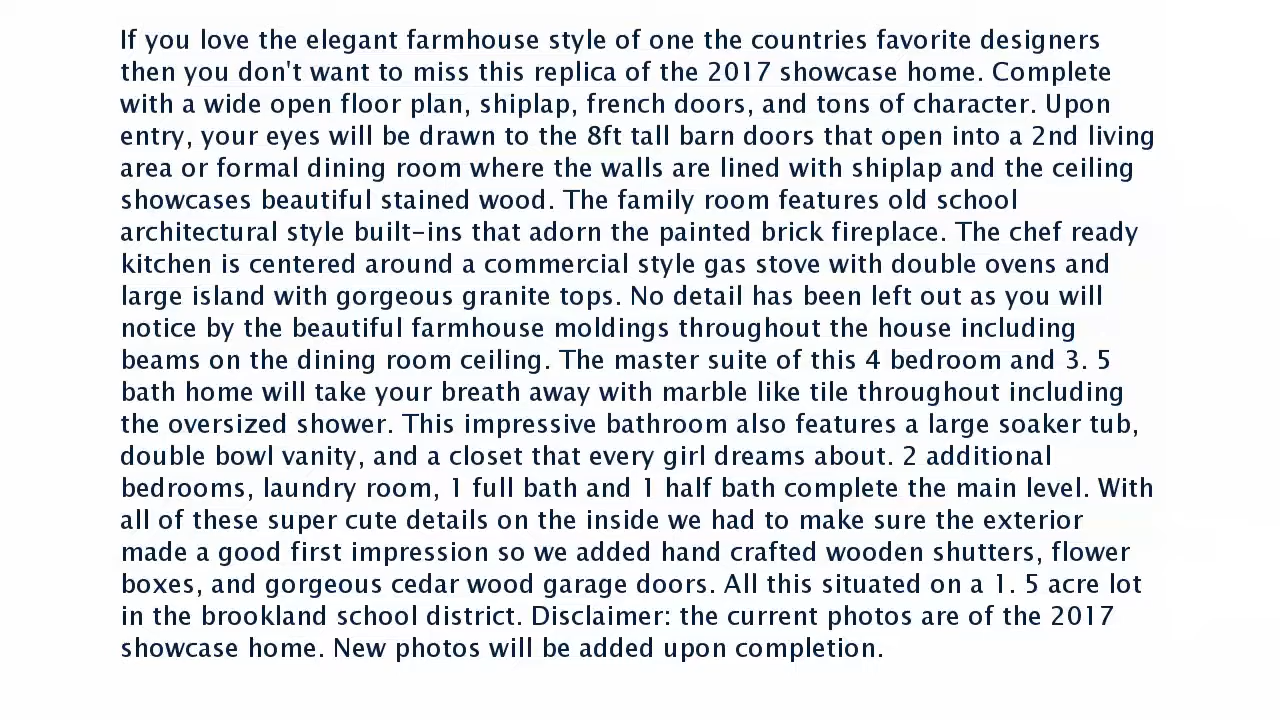 If you love the elegant farmhouse style of one the countries favorite designers
then you don't want to miss this replica of the 2017 showcase home. Complete
with a wide open floor plan, shiplap, french doors, and tons of character. Upon
entry, your eyes will be drawn to the 8ft tall barn doors that open into a 2nd living
area or formal dining room where the walls are lined with shiplap and the ceiling
showcases beautiful stained wood. The family room features old school
architectural style built-ins that adorn the painted brick fireplace. The chef ready
kitchen is centered around a commercial style gas stove with double ovens and
large island with gorgeous granite tops. No detail has been left out as you will
notice by the beautiful farmhouse moldings throughout the house including
beams on the dining room ceiling. The master suite of this 4 bedroom and 3. 5
bath home will take your breath away with marble like tile throughout including
the oversized shower. This impressive bathroom also features a large soaker tub,
double bowl vanity, and a closet that every girl dreams about. 2 additional
bedrooms, laundry room, 1 full bath and 1 half bath complete the main level. With
all of these super cute details on the inside we had to make sure the exterior
made a good first impression so we added hand crafted wooden shutters, flower
boxes, and gorgeous cedar wood garage doors. All this situated on a 1. 5 acre lot
in the brookland school district. Disclaimer: the current photos are of the 2017
showcase home. New photos will be added upon completion.